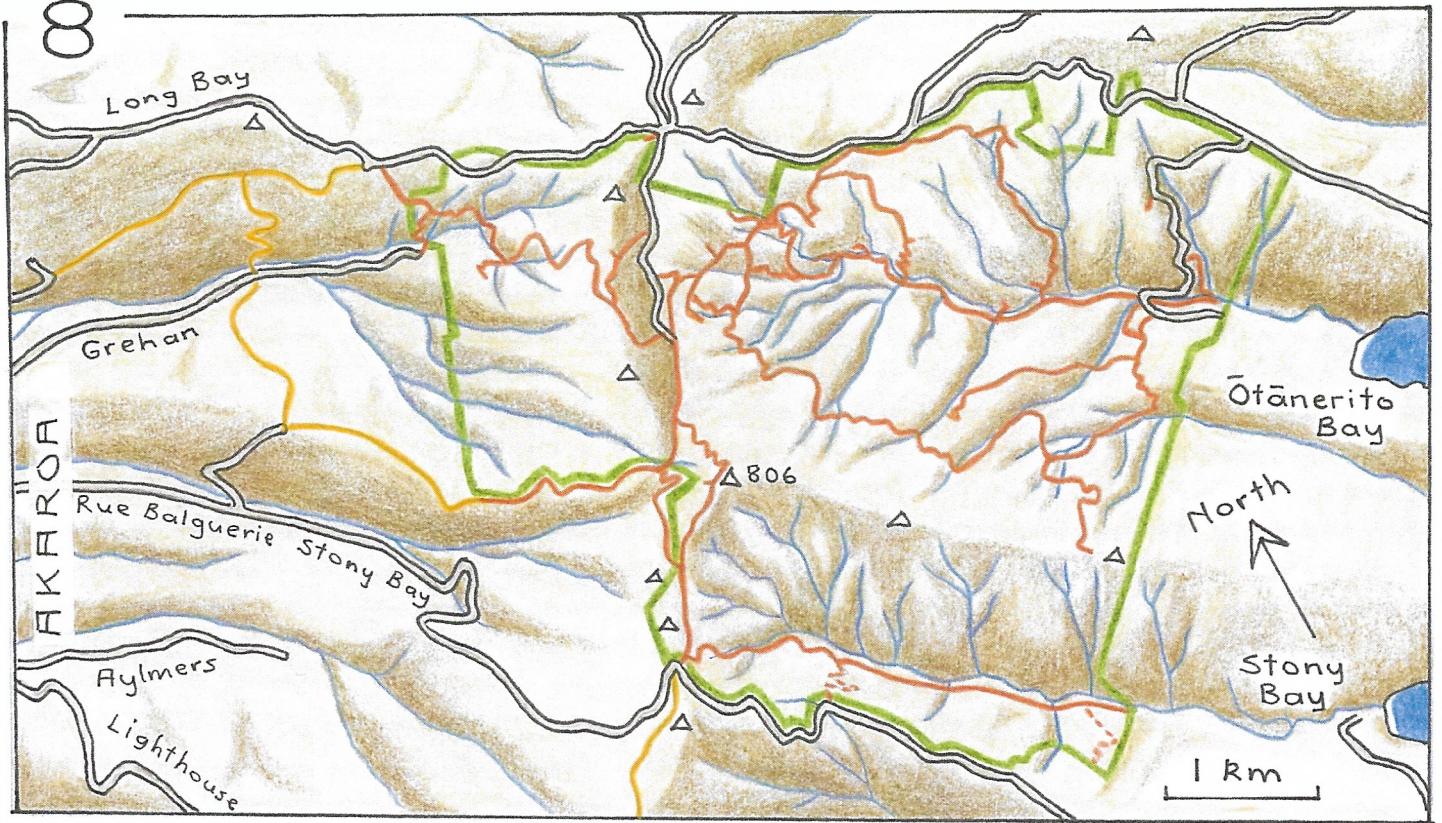 8
Long Bay
Grehan
AKAROA
Ōtānerito
Bay
806
North
Rue Balguerie Stony Bay
Stony
Bay
Aylmers
Lighthouse
1 km